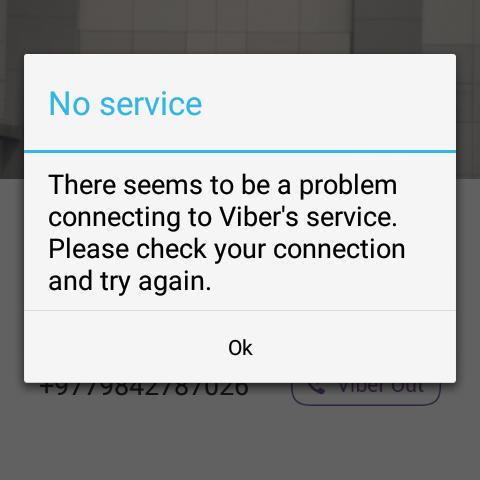 No service
There seems to be a problem
connecting to Viber's service.
Please check your connection
and try again.
Ok
+9779842787026 Viber Out